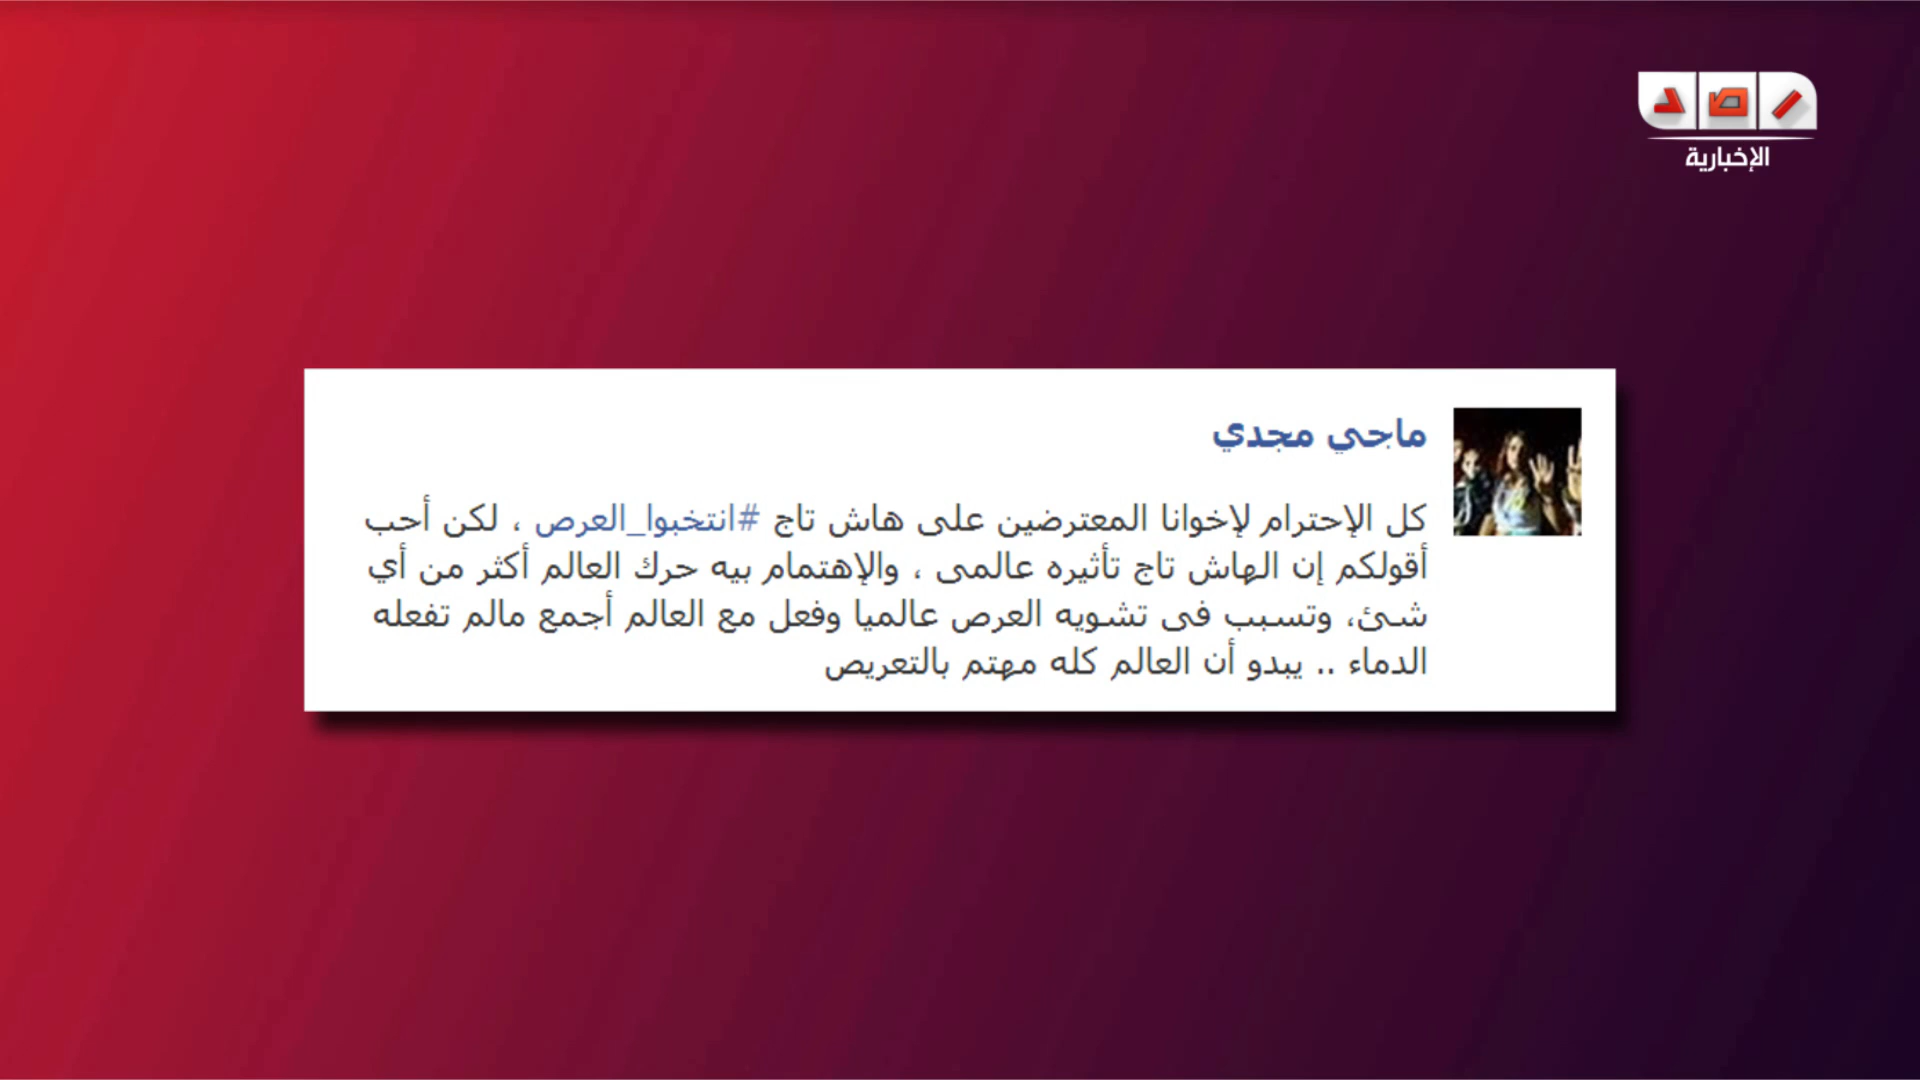 رصد
الإخبارية
ماجي مجدي
كل الإحترام لإخوانا المعترضين على هاش تاج #انتخبوا_العرص ، لكن أحب
أقولكم إن الهاش تاج تأثيره عالمى ، والإهتمام بيه حرك العالم أكثر من أي
شئ، وتسبب فى تشويه العرص عالميا وفعل مع العالم أجمع مالم تفعله
الدماء .. يبدو أن العالم كله مهتم بالتعريص